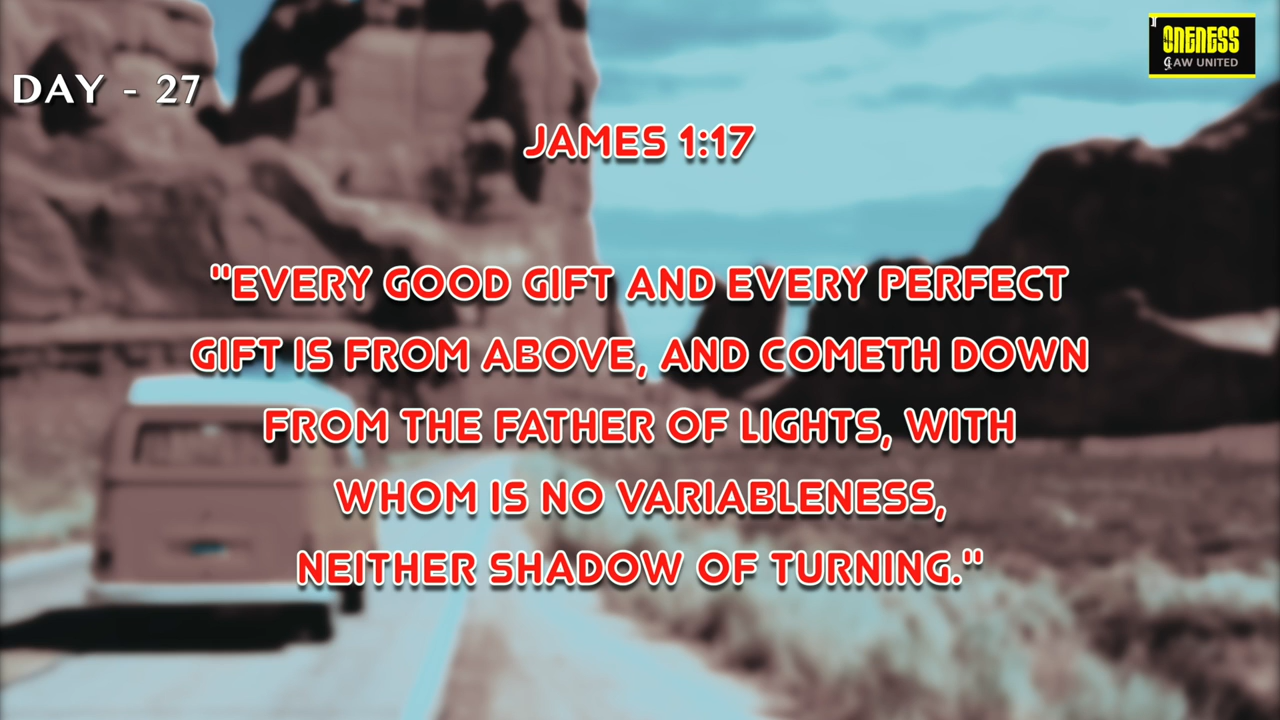 DAY - 27
ONENESS
GAW UNITED
JAMES 1:17
"EVERY GOOD GIFT AND EVERY PERFECT
GIFT IS FROM ABOVE, AND COMETH DOWN
FROM THE FATHER OF LIGHTS, WITH
WHOM IS NO VARIABLENESS,
NEITHER SHADOW OF TURNING."